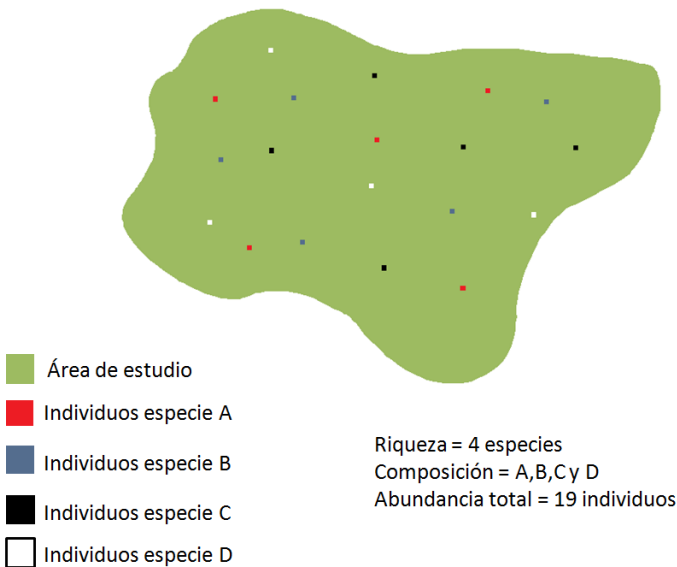 Área de estudio
Individuos especie A
Individuos especie B
Individuos especie C
Individuos especie D
Riqueza = 4 especies
Composición = A,B,C y D
Abundancia total = 19 individuos